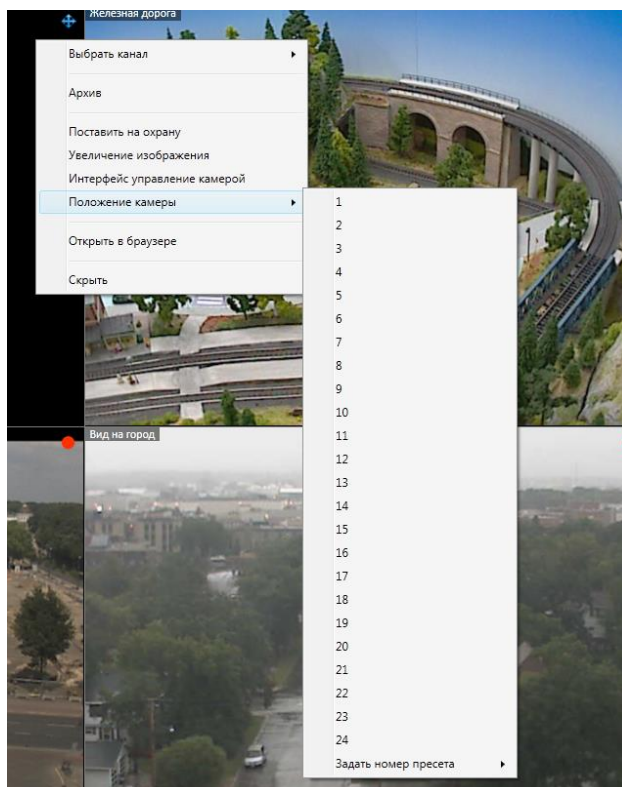 Железная дорога
Выбрать канал
Архив
Поставить на охрану
Увеличение изображения
Интерфейс управление камерой
Положение камеры
Открыть в браузере
Скрыть
1
2
3
4
5
6
7
8
9
10
11
12
13
14
15
16
17
18
19
20
21
22
23
24
Задать номер пресета
Вид на город